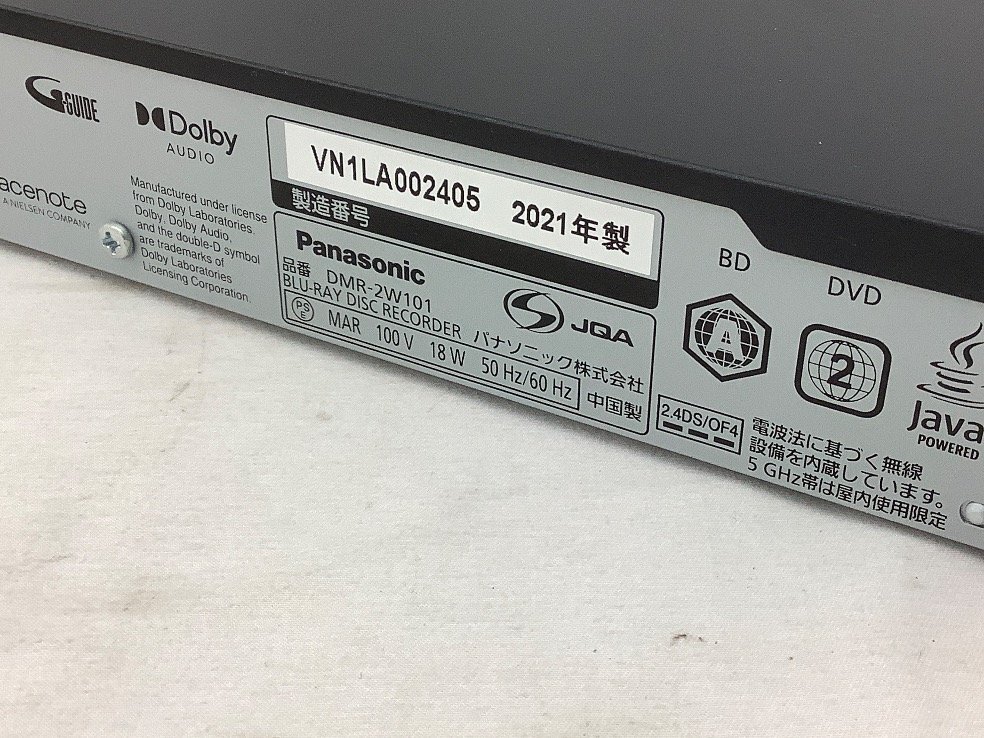 G-GUIDE
Dolby
AUDIO
acenote
A NIELSEN COMPANY
Manufactured under license
from Dolby Laboratories.
Dolby, Dolby Audio,
and the double-D symbol
are trademarks of
Dolby Laboratories
Licensing Corporation.
VN1LA002405 2021年製
製造番号
Panasonic
品番 DMR-2W101
BLU-RAY DISC RECORDER
JQA
パナソニック株式会社
PSE MAR 100 V 18 W 50 Hz/60 Hz
中国製
BD
A
DVD
2
Java
POWERED
2.4DS/OF4
電波法に基づく無線
設備を内蔵しています。
5 GHz帯は屋内使用限定